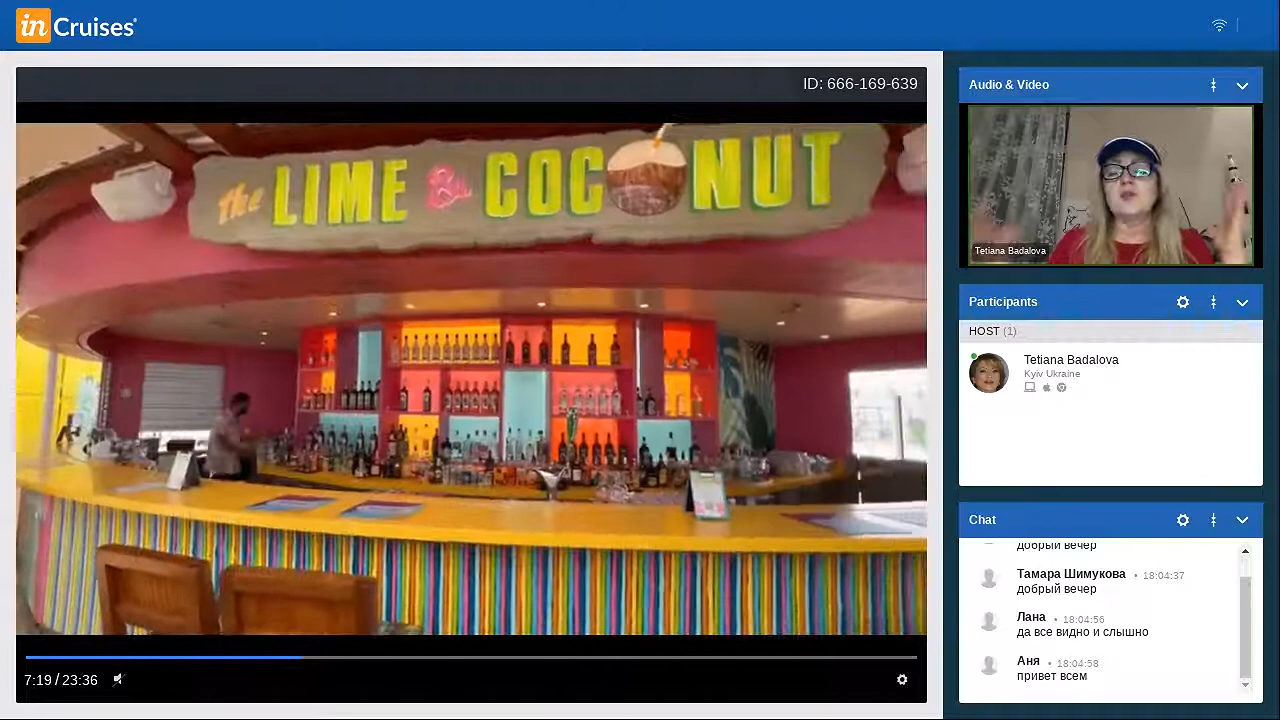 in Cruises
ID: 666-169-639
the LIME & COCONUT
7:19 / 23:36
Audio & Video
Tetiana Badalova
Participants
HOST (1)
Tetiana Badalova
Kyiv Ukraine
Chat
добрый вечер
Тамара Шимукова • 18:04:37
добрый вечер
Лана • 18:04:56
да все видно и слышно
Аня • 18:04:58
привет всем